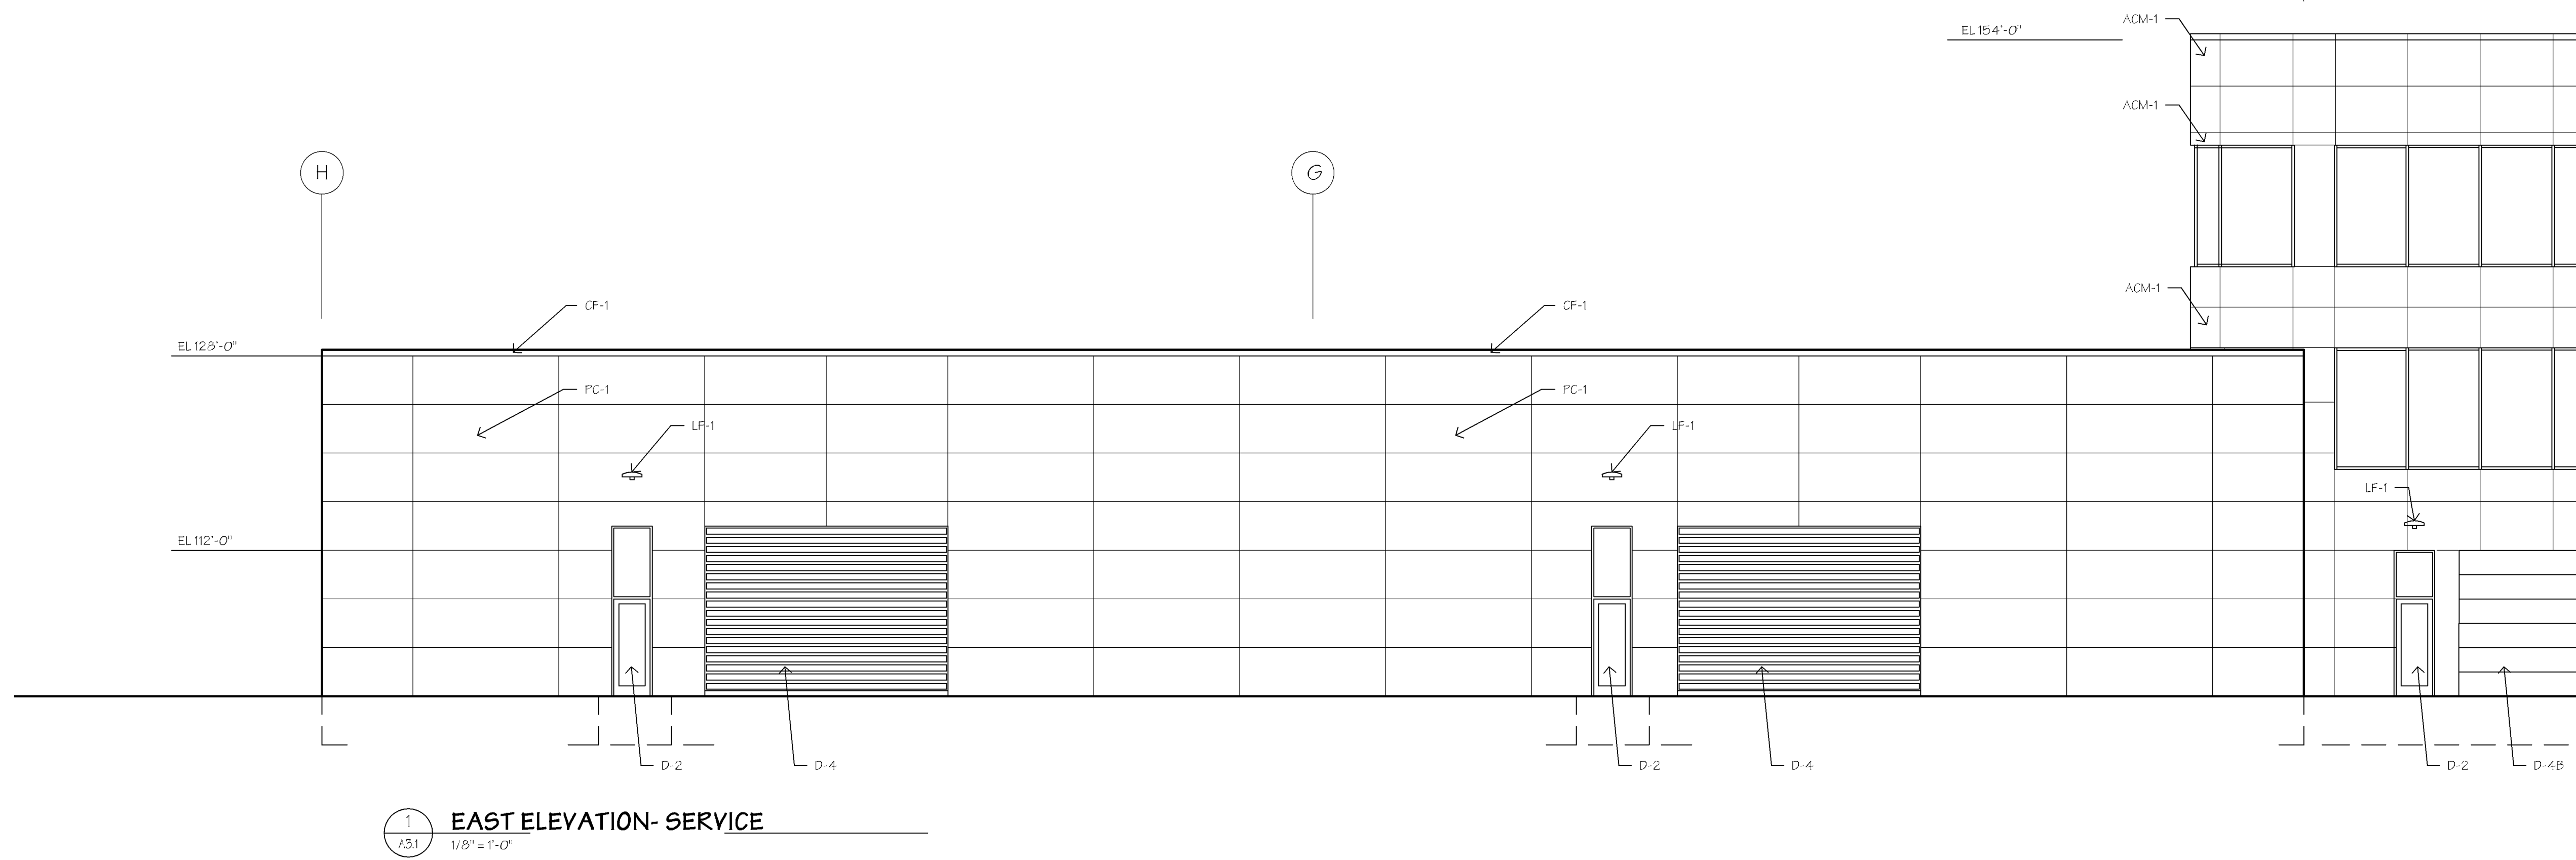 ACM-1
EL 154'-0"
ACM-1
H
G
ACM-1
CF-1
CF-1
EL 128'-0"
PC-1
PC-1
LF-1
LF-1
LF-1
EL 112'-0"
D-2
D-4
D-2
D-4
D-2
D-4B
1
A3.1
EAST ELEVATION- SERVICE
1/8" = 1'-0"